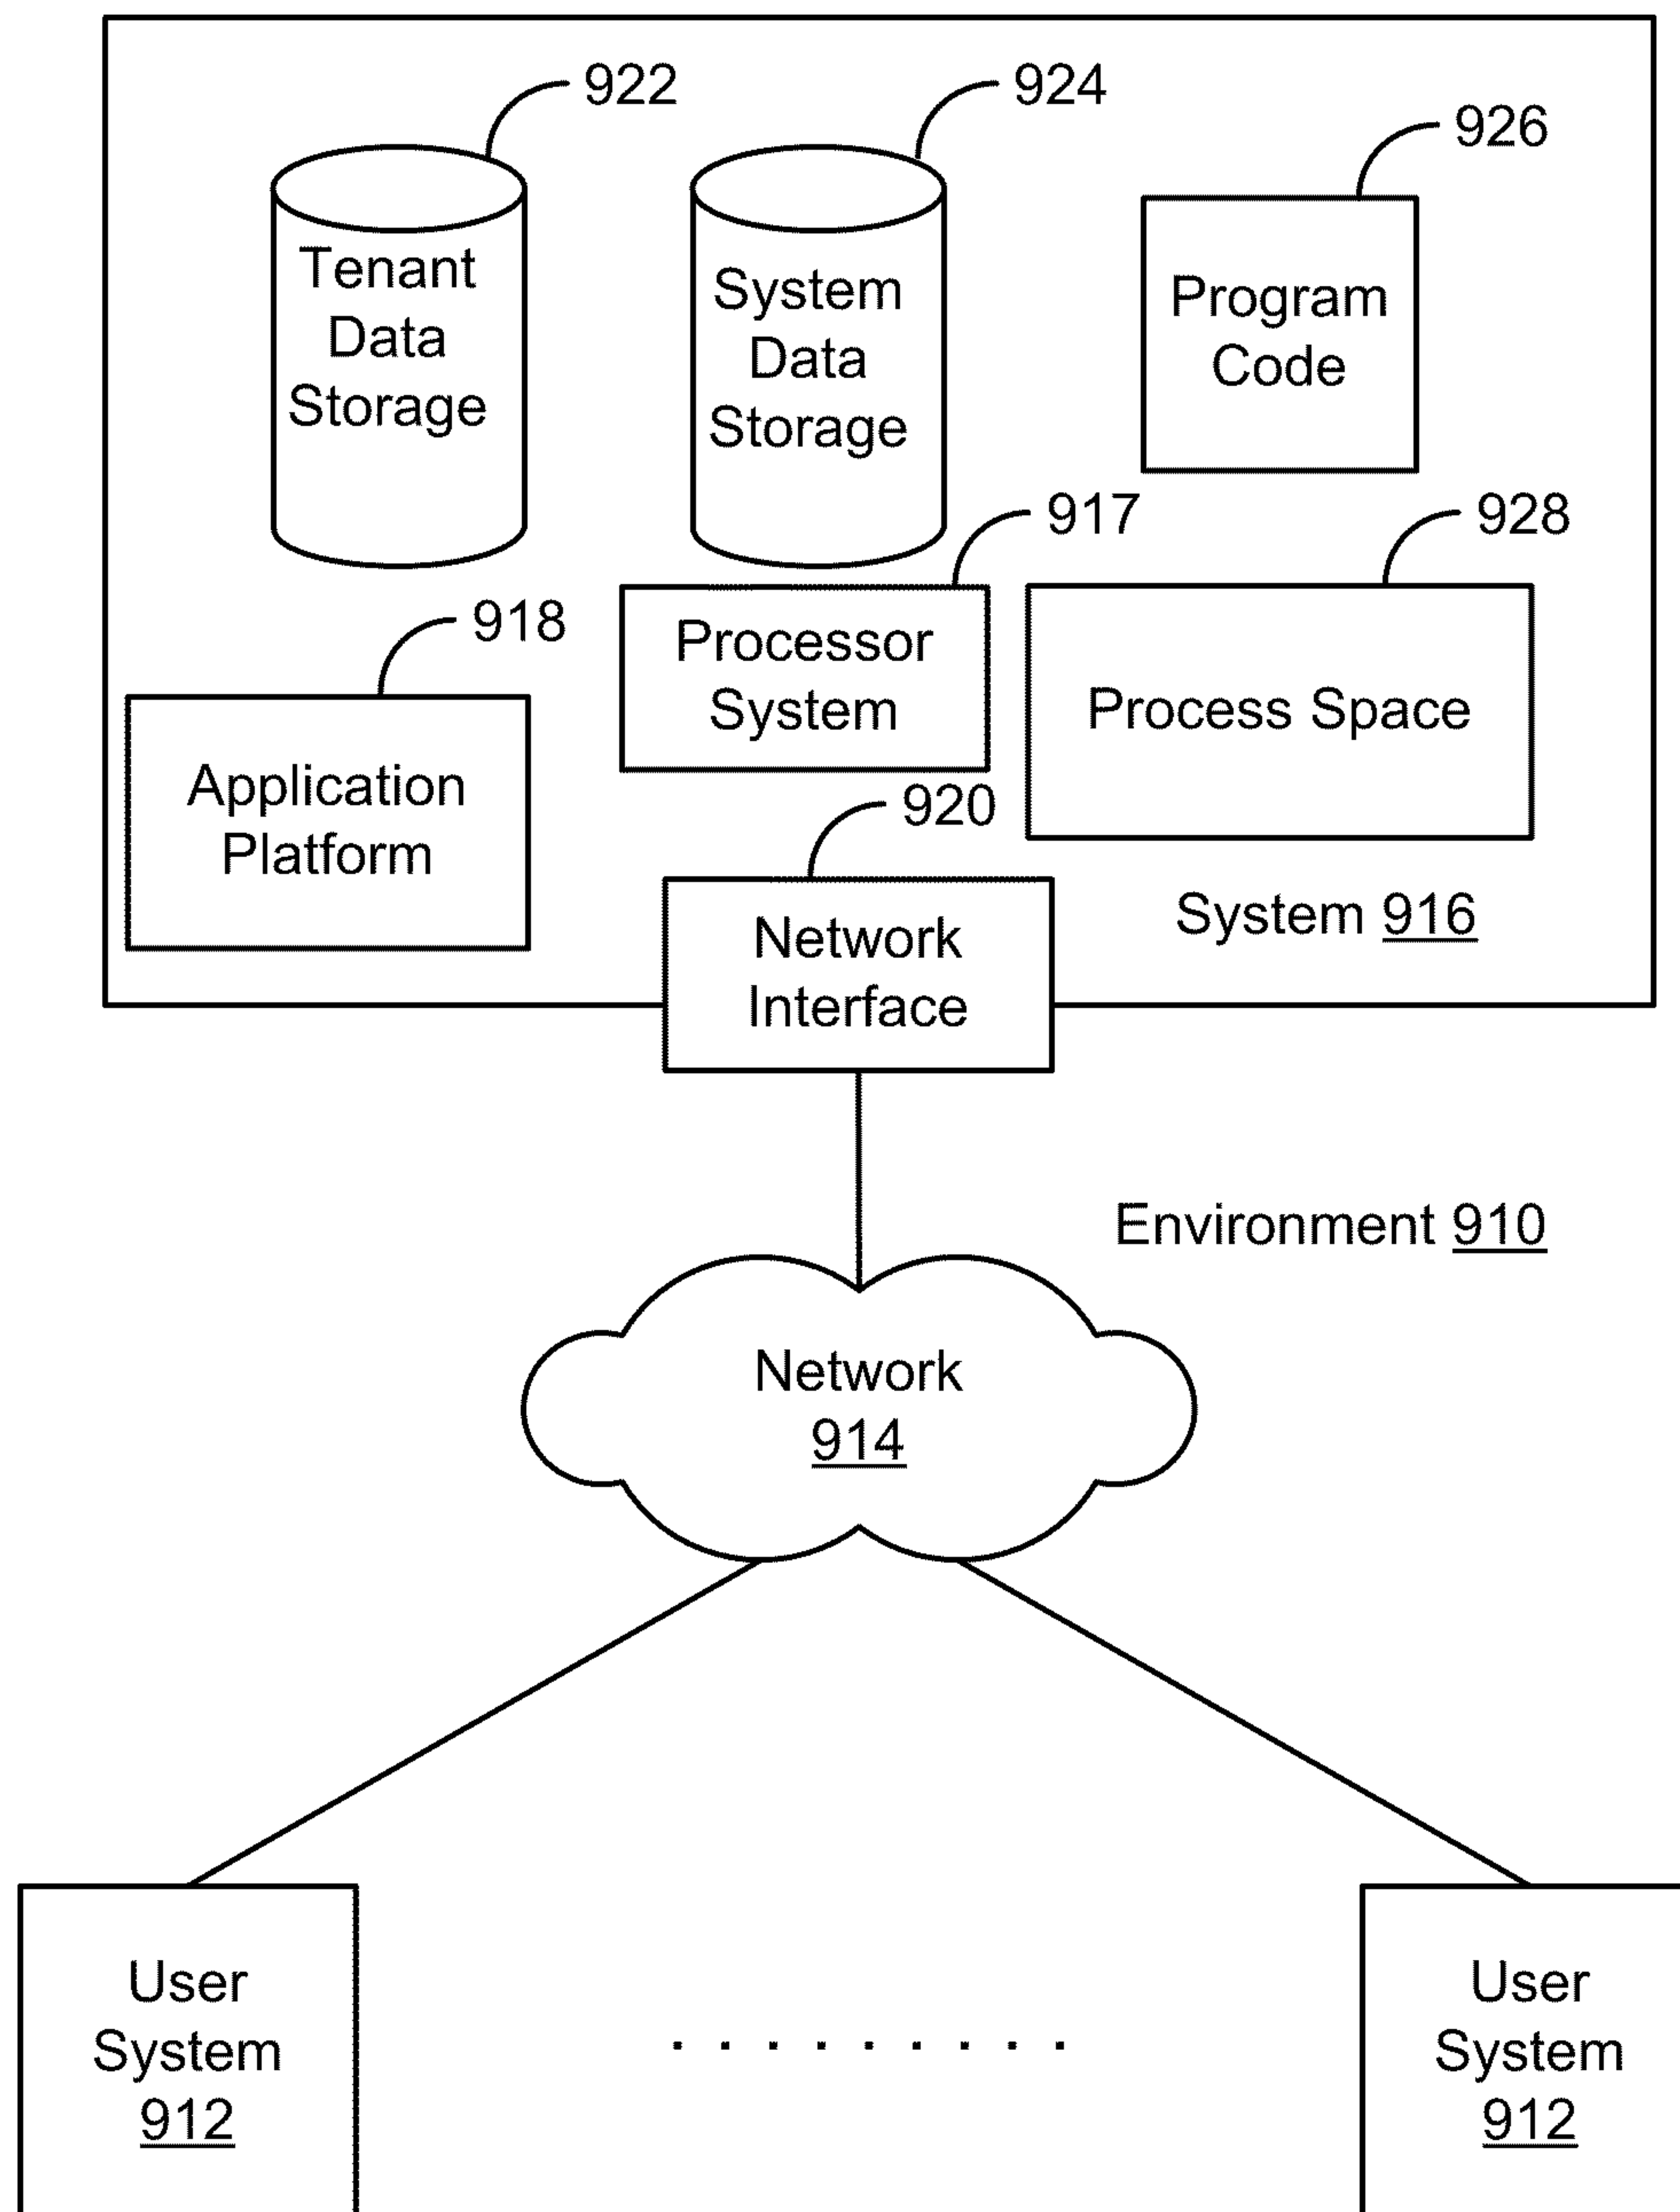 922
924
926
Tenant
Data
Storage
System
Data
Storage
Program
Code
917
928
918
Processor
System
Process Space
Application
Platform
920
Network
Interface
System 916
Environment 910
Network
914
User
System
912
.........
User
System
912